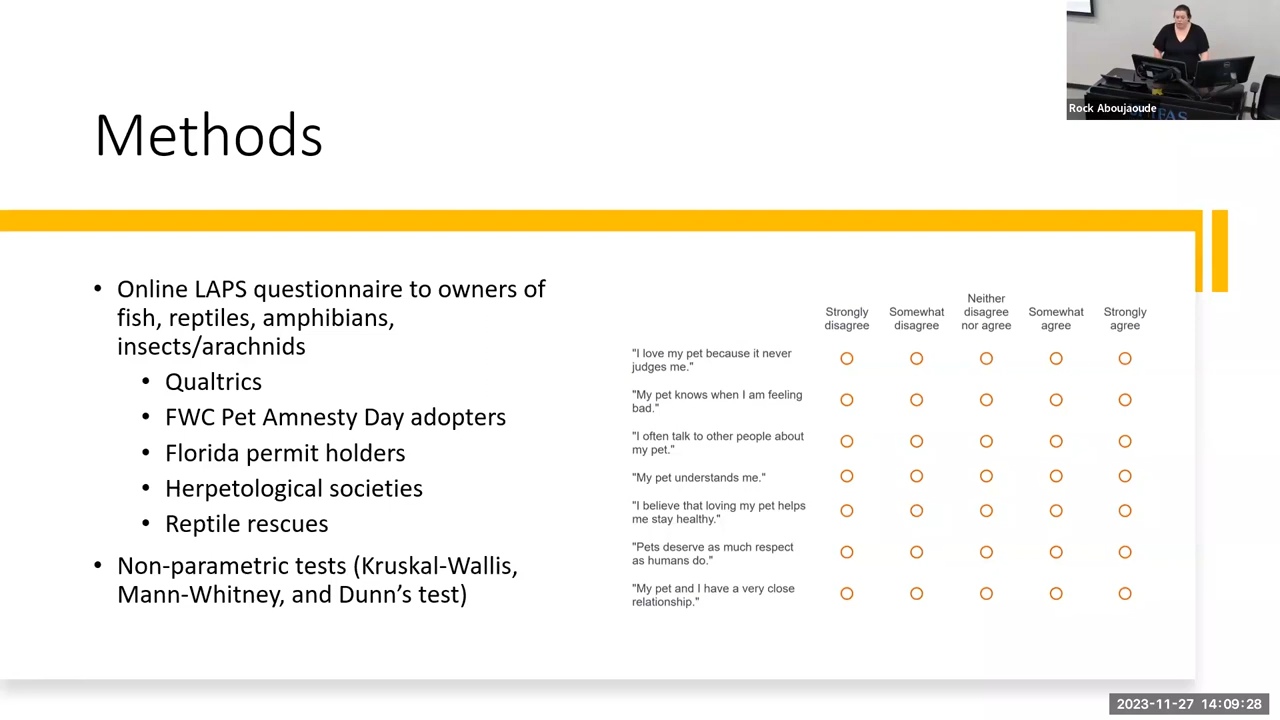 Rock Aboujaoude
IFAS
Methods
• Online LAPS questionnaire to owners of
fish, reptiles, amphibians,
insects/arachnids
• Qualtrics
• FWC Pet Amnesty Day adopters
• Florida permit holders
• Herpetological societies
• Reptile rescues
• Non-parametric tests (Kruskal-Wallis,
Mann-Whitney, and Dunn’s test)
Strongly
disagree
Somewhat
disagree
Neither
disagree
nor agree
Somewhat
agree
Strongly
agree
"I love my pet because it never
judges me."
"My pet knows when I am feeling
bad."
"I often talk to other people about
my pet."
"My pet understands me."
"I believe that loving my pet helps
me stay healthy."
"Pets deserve as much respect
as humans do."
"My pet and I have a very close
relationship."
2023-11-27 14:09:28